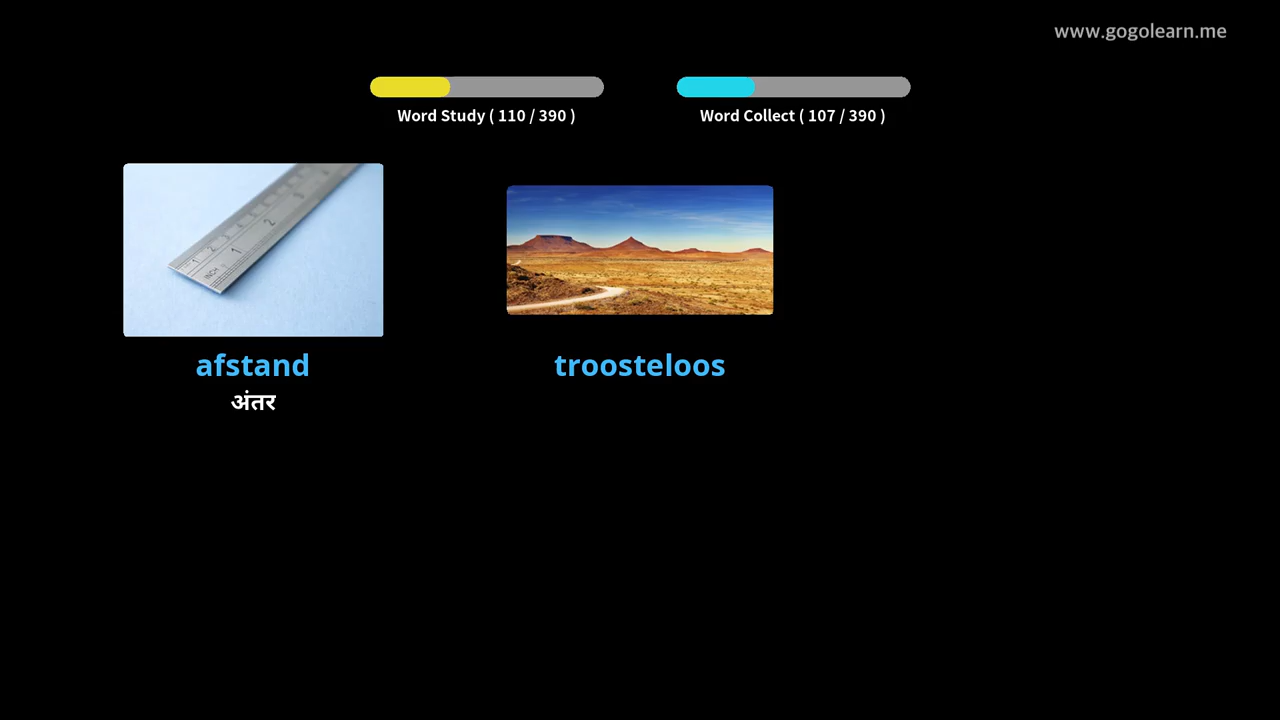 www.gogolearn.me
Word Study ( 110 / 390 )
Word Collect ( 107 / 390 )
afstand
अंतर
troosteloos